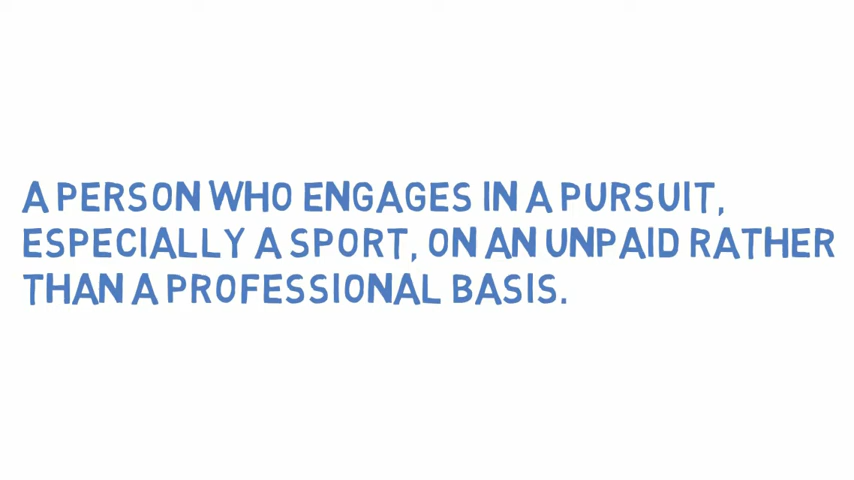 A PERSON WHO ENGAGES IN A PURSUIT,
ESPECIALLY A SPORT, ON AN UNPAID RATHER
THAN A PROFESSIONAL BASIS.